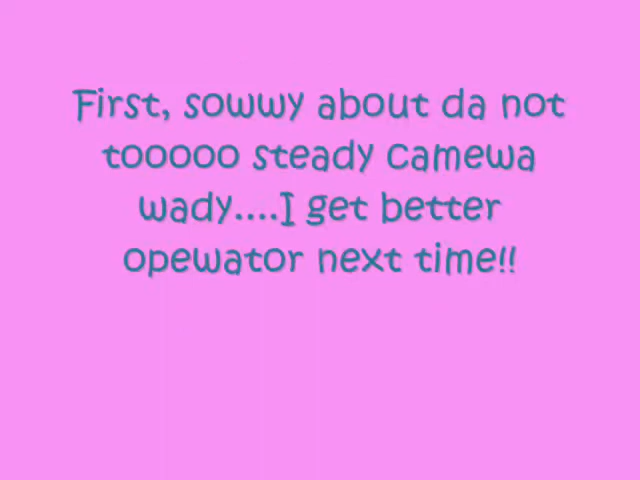 First, sowwy about da not
tooooo steady camewa
wady....I get better
opewator next time!!